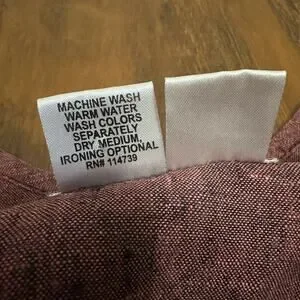 MACHINE WASH
WARM WATER
WASH COLORS
SEPARATELY
DRY MEDIUM,
IRONING OPTIONAL
RN# 114739